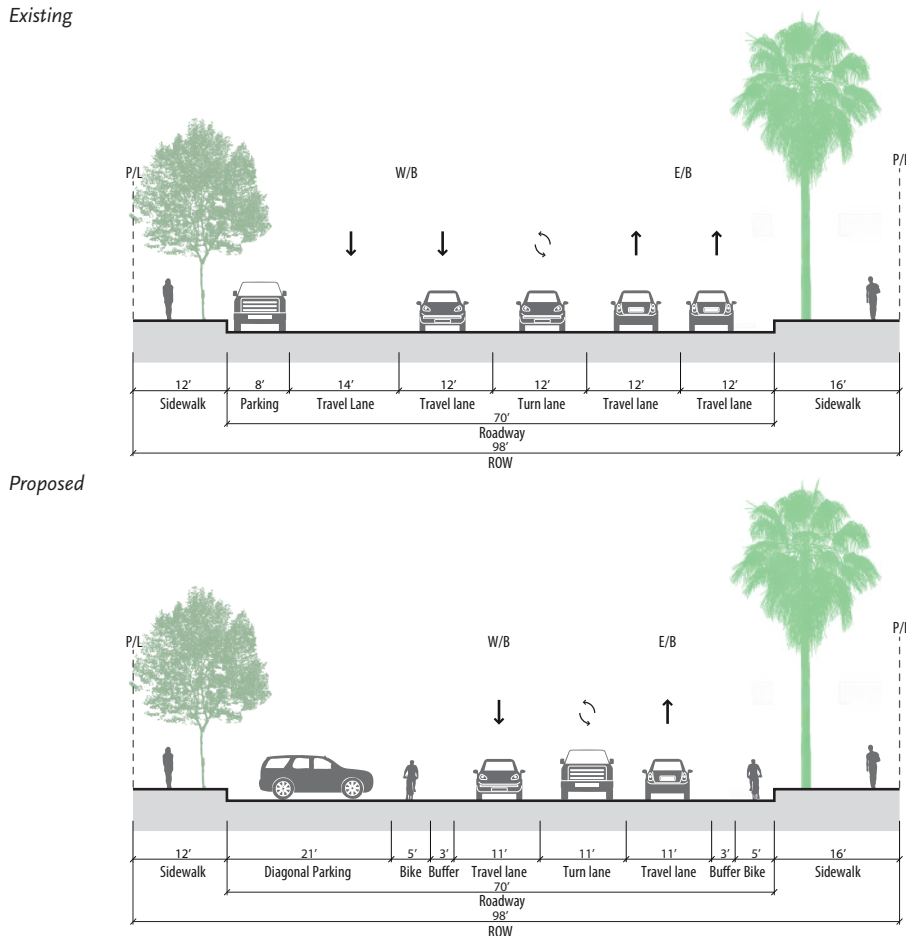 Existing
P/L
W/B
E/B
P/L
12’ 8’ 14’ 12’ 12’ 12’ 12’ 16’
Sidewalk Parking Travel Lane Travel lane Turn lane Travel lane Travel lane Sidewalk
70’
Roadway
98’
ROW
Proposed
P/L
W/B
E/B
P/L
12’ 21’ 5’ 3’ 11’ 11’ 11’ 3’ 5’ 16’
Sidewalk Diagonal Parking Bike Buffer Travel lane Turn lane Travel lane Buffer Bike Sidewalk
70’
Roadway
98’
ROW